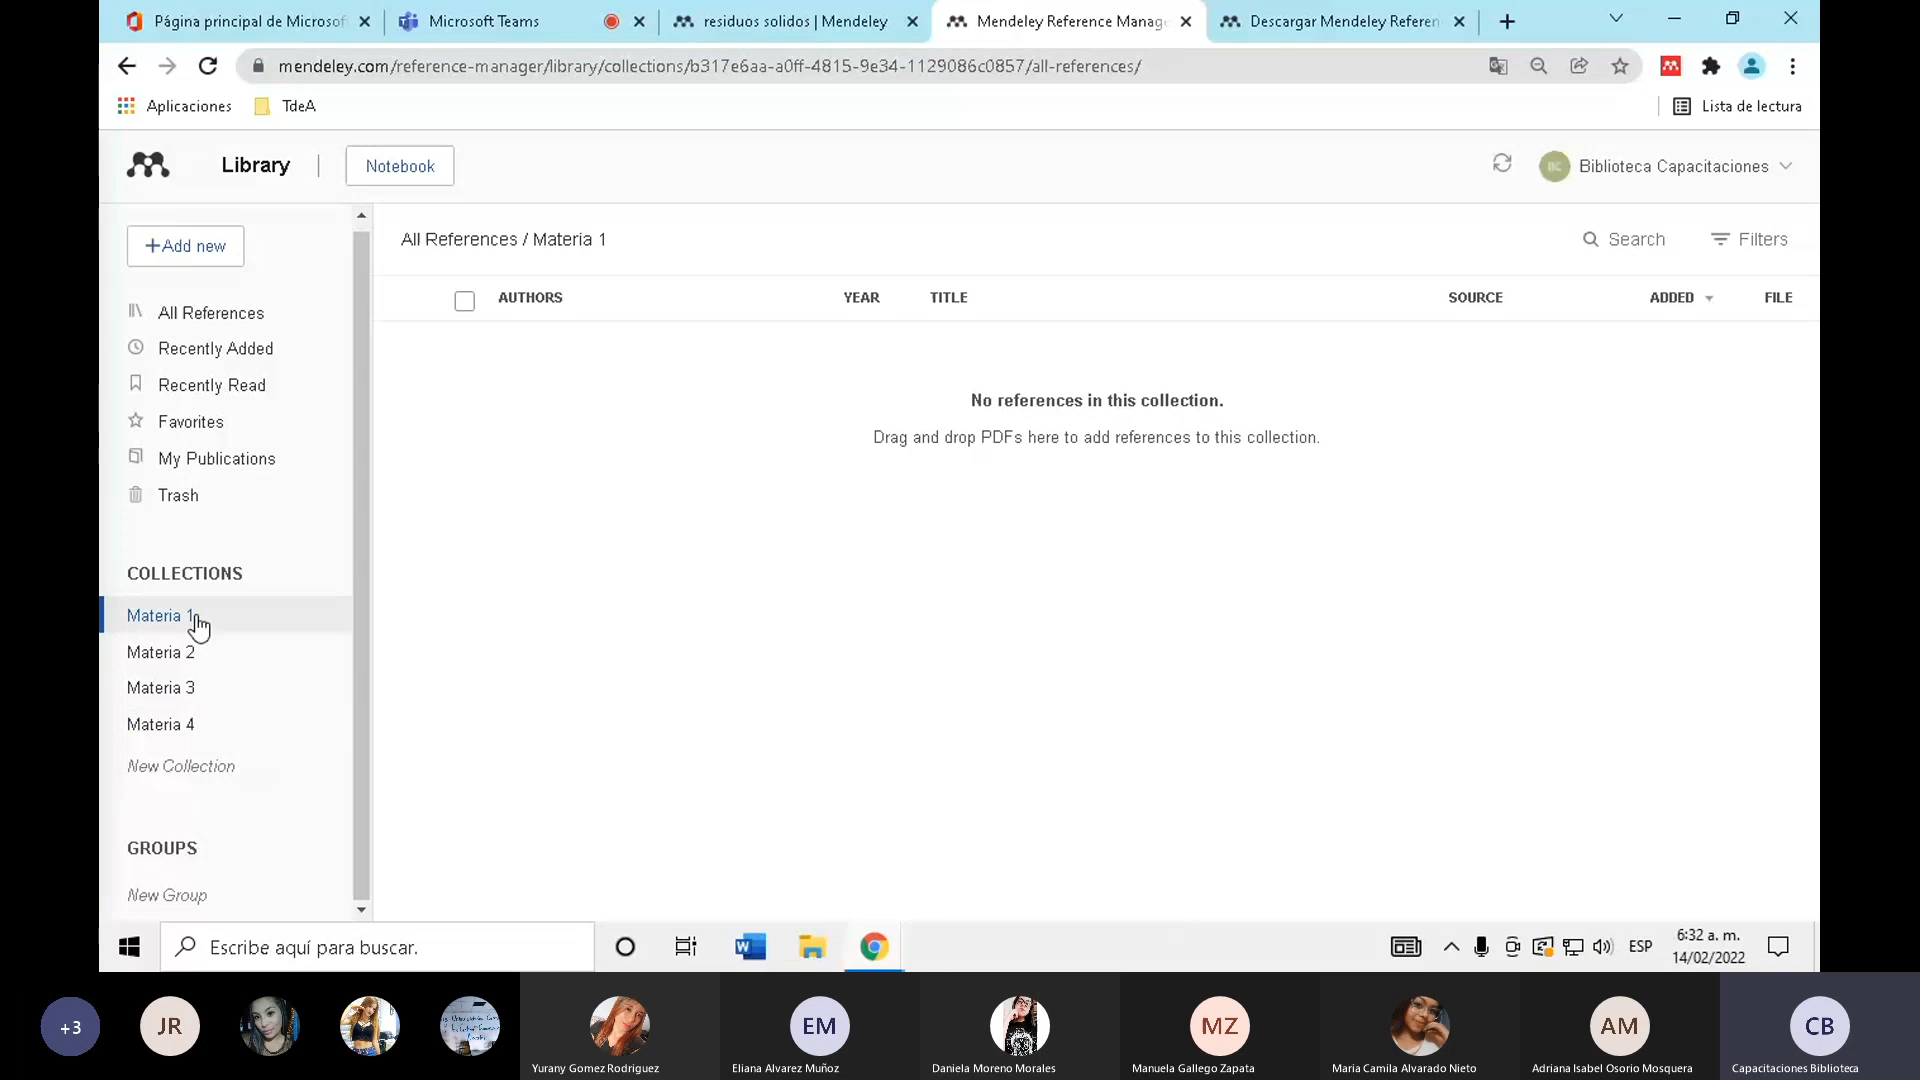 Página principal de Microsof
Microsoft Teams
residuos solidos | Mendeley
Mendeley Reference Manag
Descargar Mendeley Referen
mendeley.com/reference-manager/library/collections/b317e6aa-a0ff-4815-9e34-1129086c0857/all-references/
Aplicaciones
TdeA
Lista de lectura
Library
Notebook
BC
Biblioteca Capacitaciones
+Add new
All References / Materia 1
Search
Filters
AUTHORS
YEAR
TITLE
SOURCE
ADDED
FILE
All References
Recently Added
Recently Read
Favorites
My Publications
Trash
No references in this collection.
Drag and drop PDFs here to add references to this collection.
COLLECTIONS
Materia 1
Materia 2
Materia 3
Materia 4
New Collection
GROUPS
New Group
Escribe aquí para buscar.
ESP
6:32 a. m.
14/02/2022
+3
JR
EM
MZ
AM
CB
Yurany Gomez Rodriguez
Eliana Alvarez Muñoz
Daniela Moreno Morales
Manuela Gallego Zapata
Maria Camila Alvarado Nieto
Adriana Isabel Osorio Mosquera
Capacitaciones Biblioteca